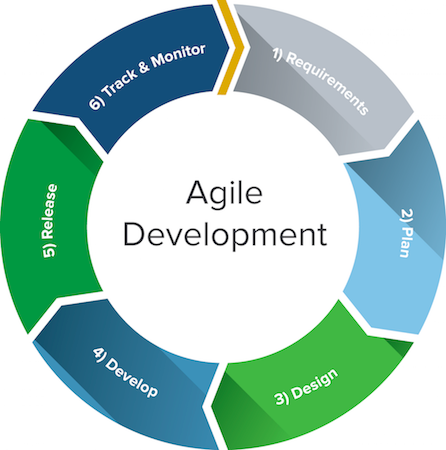 Agile
Development
1) Requirements
2) Plan
3) Design
4) Develop
5) Release
6) Track & Monitor